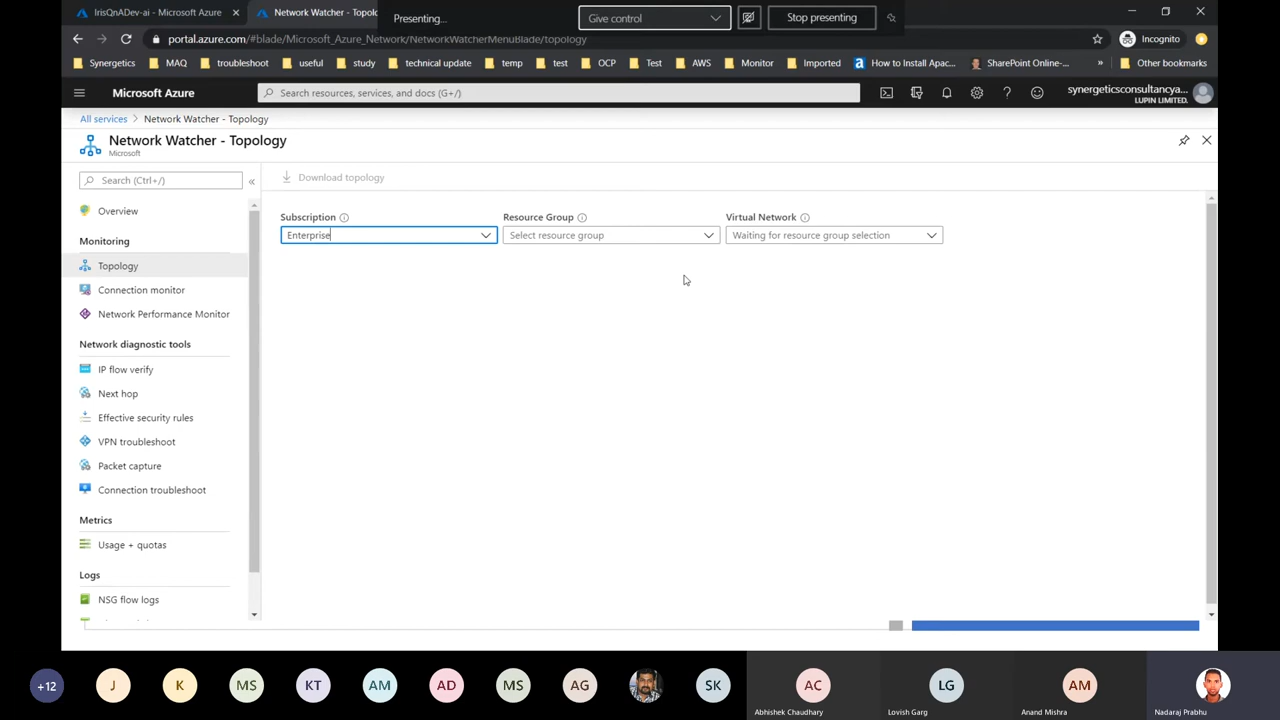 IrisQnADev-ai - Microsoft Azure
Network Watcher - Topolo
Presenting...
Give control
Stop presenting
portal.azure.com/#blade/Microsoft_Azure_Network/NetworkWatcherMenuBlade/topology
Incognito
Synergetics
MAQ
troubleshoot
useful
study
technical update
temp
test
OCP
Test
AWS
Monitor
Imported
How to Install Apac...
SharePoint Online-...
»
Other bookmarks
Microsoft Azure
Search resources, services, and docs (G+/)
synergeticsconsultancya...
LUPIN LIMITED.
All services > Network Watcher - Topology
Network Watcher - Topology
Microsoft
Search (Ctrl+/)
«
Download topology
Overview
Subscription
Resource Group
Virtual Network
Enterprise
Select resource group
Waiting for resource group selection
Monitoring
Topology
Connection monitor
Network Performance Monitor
Network diagnostic tools
IP flow verify
Next hop
Effective security rules
VPN troubleshoot
Packet capture
Connection troubleshoot
Metrics
Usage + quotas
Logs
NSG flow logs
+12
J
K
MS
KT
AM
AD
MS
AG
SK
AC
LG
AM
Abhishek Chaudhary
Lovish Garg
Anand Mishra
Nadaraj Prabhu